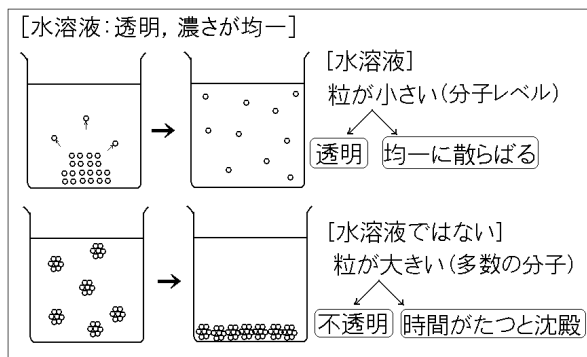 [水溶液:透明, 濃さが均一]
[水溶液]
粒が小さい(分子レベル)
透明 均一に散らばる
[水溶液ではない]
粒が大きい(多数の分子)
不透明 時間がたつと沈殿